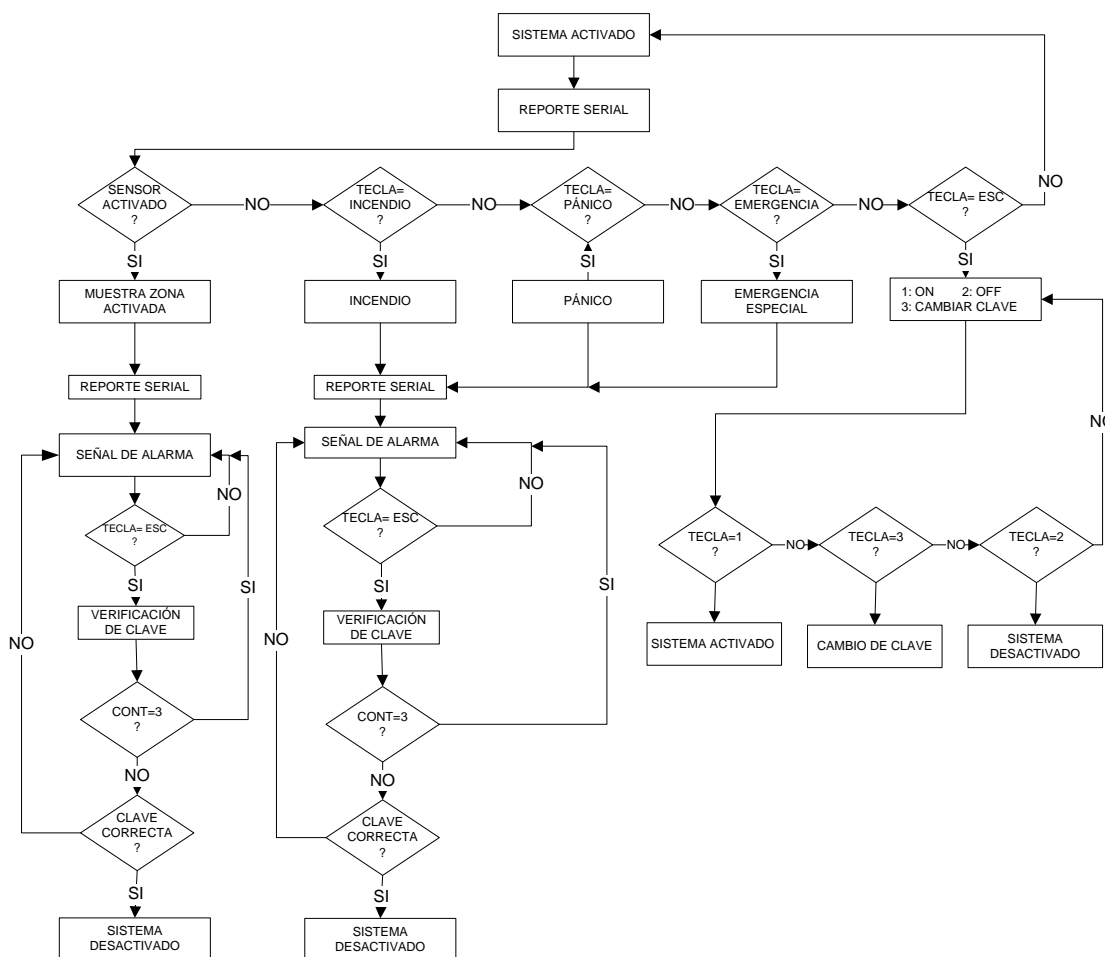 SISTEMA ACTIVADO
REPORTE SERIAL
SENSOR
ACTIVADO
?
NO
TECLA=
INCENDIO
?
NO
TECLA=
PÁNICO
?
NO
TECLA=
EMERGENCIA
?
NO
TECLA= ESC
?
NO
SI
SI
SI
SI
SI
MUESTRA ZONA
ACTIVADA
INCENDIO
PÁNICO
EMERGENCIA
ESPECIAL
1: ON 2: OFF
3: CAMBIAR CLAVE
REPORTE SERIAL
REPORTE SERIAL
NO
SEÑAL DE ALARMA
SEÑAL DE ALARMA
NO
NO
TECLA= ESC
?
TECLA= ESC
?
TECLA=1
?
NO
TECLA=3
?
NO
TECLA=2
?
SI
SI
SI
SI
VERIFICACIÓN
DE CLAVE
VERIFICACIÓN
DE CLAVE
NO
NO
SISTEMA ACTIVADO
CAMBIO DE CLAVE
SISTEMA
DESACTIVADO
CONT=3
?
CONT=3
?
NO
NO
CLAVE
CORRECTA
?
CLAVE
CORRECTA
?
SI
SI
SISTEMA
DESACTIVADO
SISTEMA
DESACTIVADO